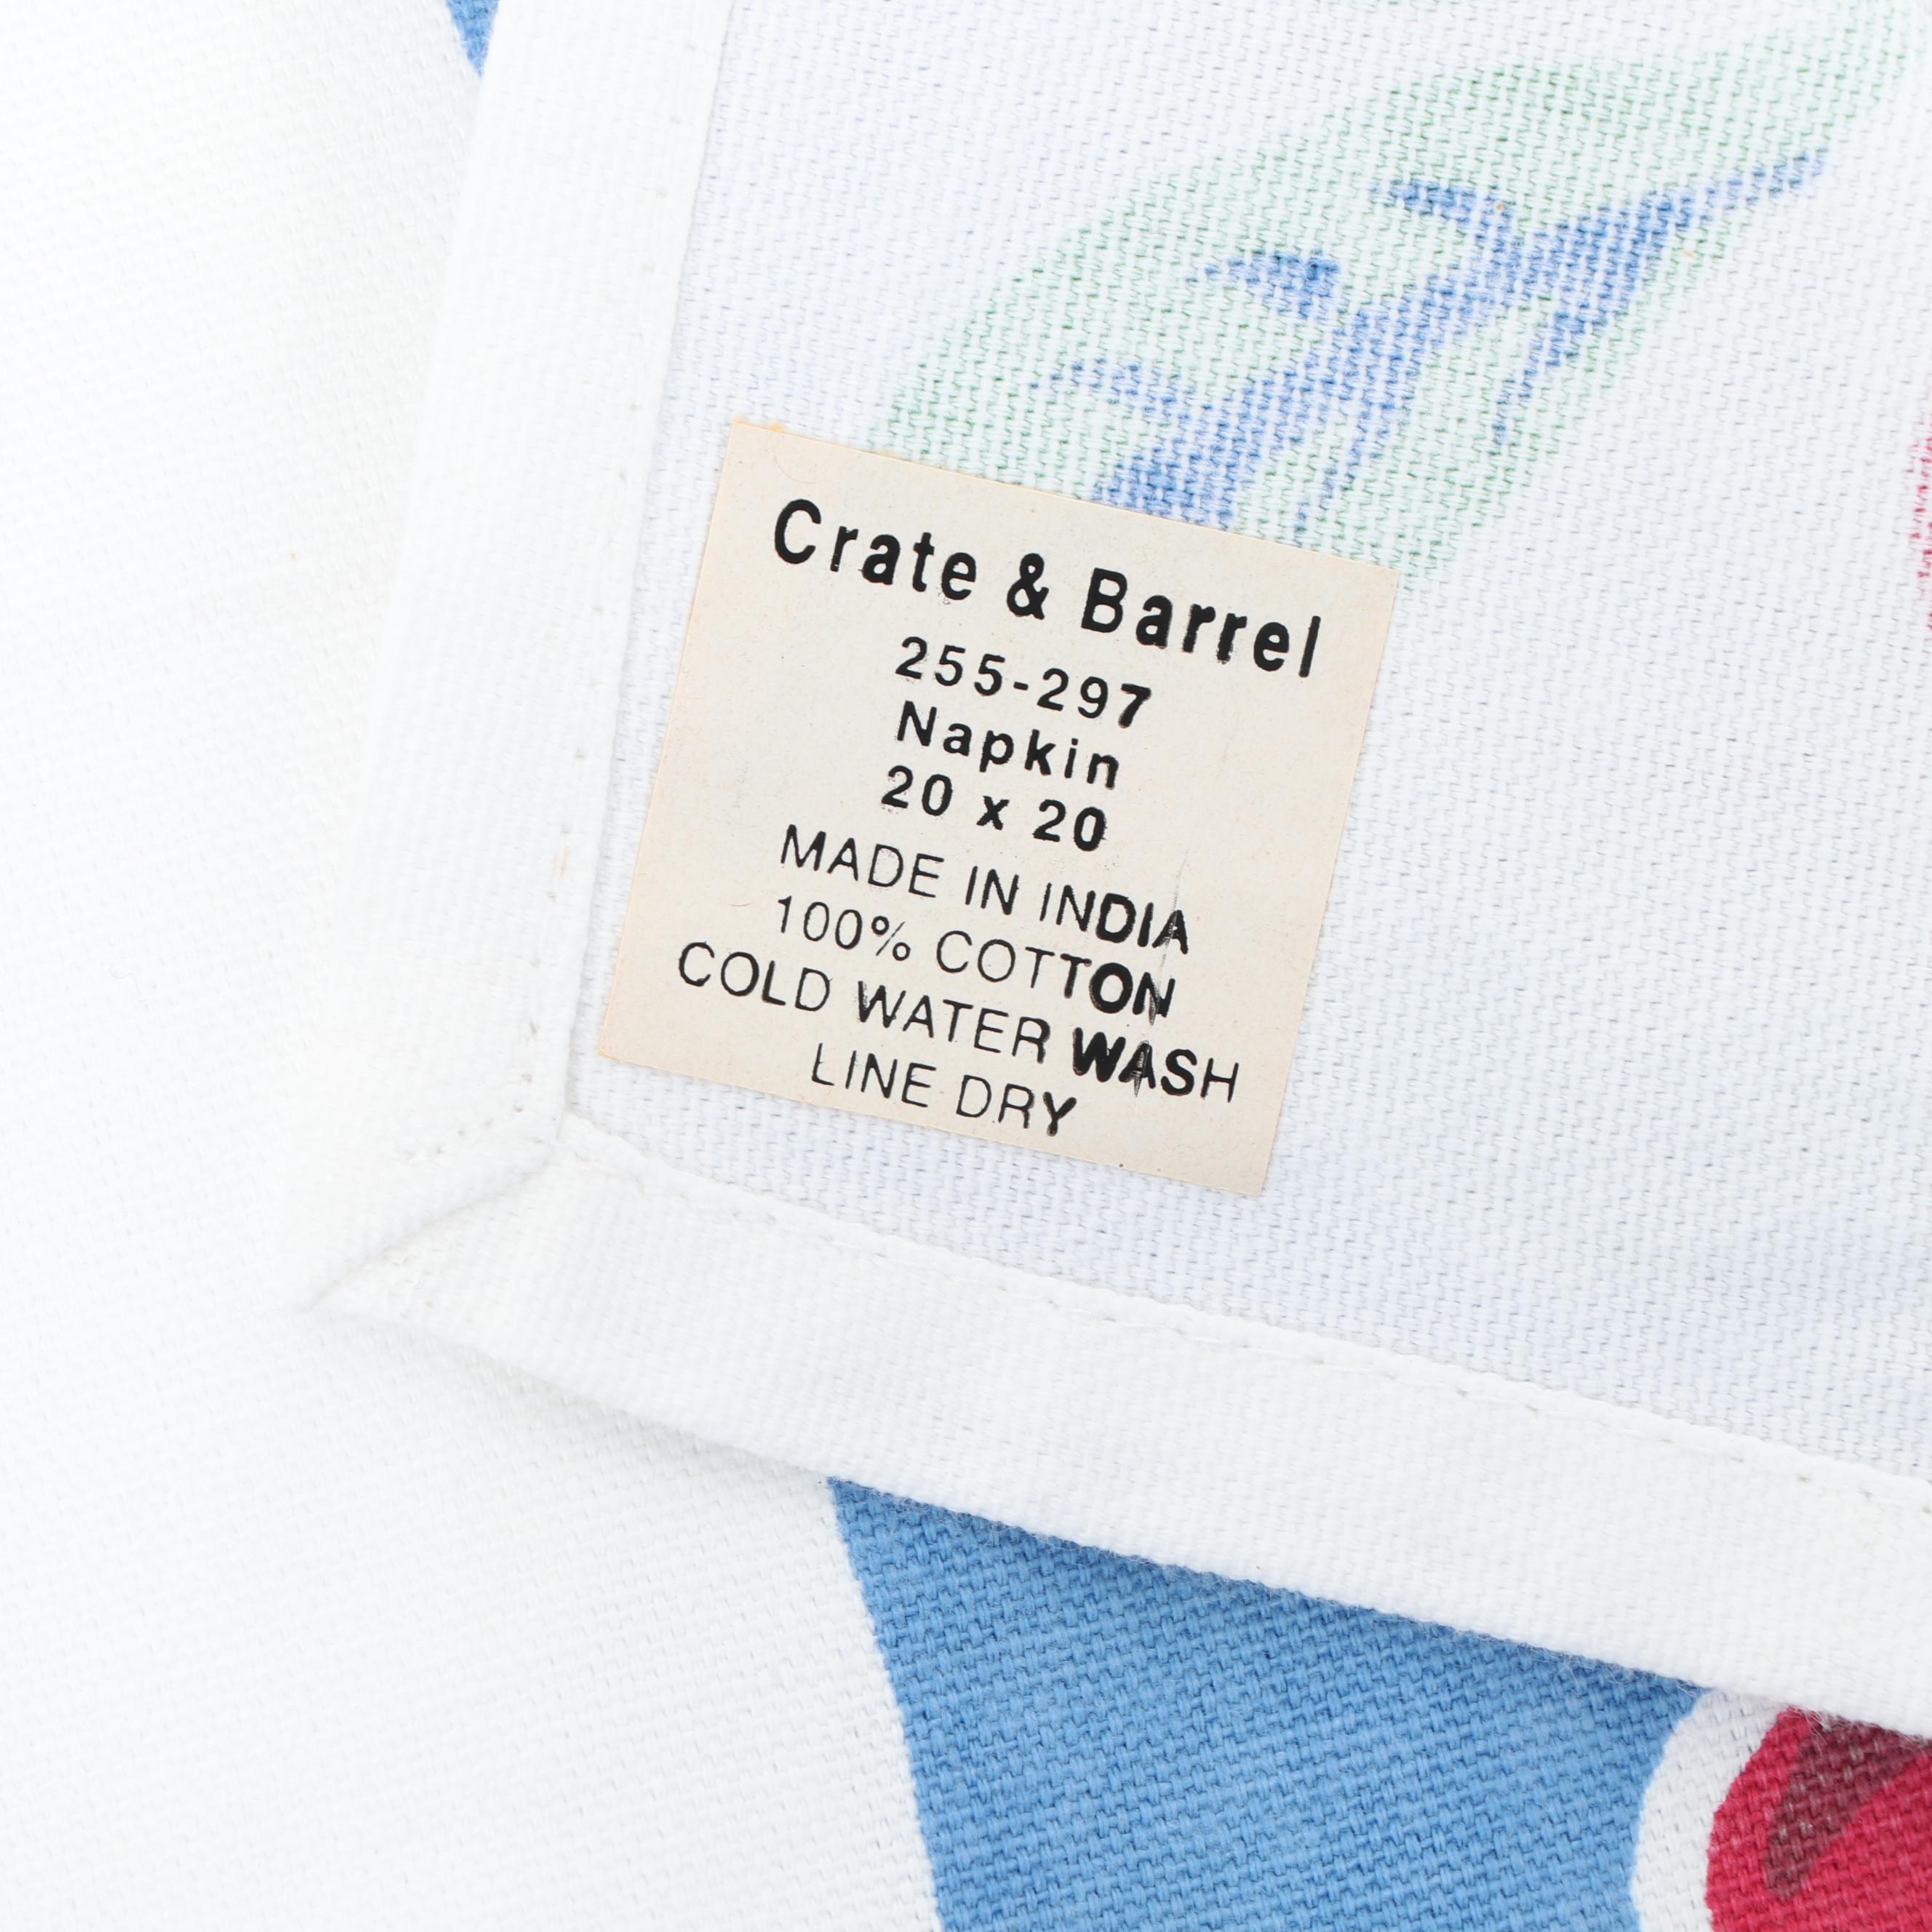 Crate & Barrel
255-297
Napkin
20 x 20
MADE IN INDIA
100% COTTON
COLD WATER WASH
LINE DRY